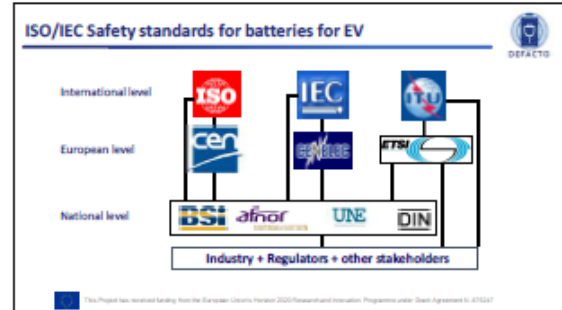 ISO/IEC Safety standards for batteries for EV
DEFACTO
International level
ISO
IEC
ITU
European level
cen
CENELEC
ETSI
National level
BSI
afnor
UNE
DIN
Industry + Regulators + other stakeholders
This Project has received funding from the European Union's Horizon 2020 Research and Innovation Programme under Grant Agreement N. 875247